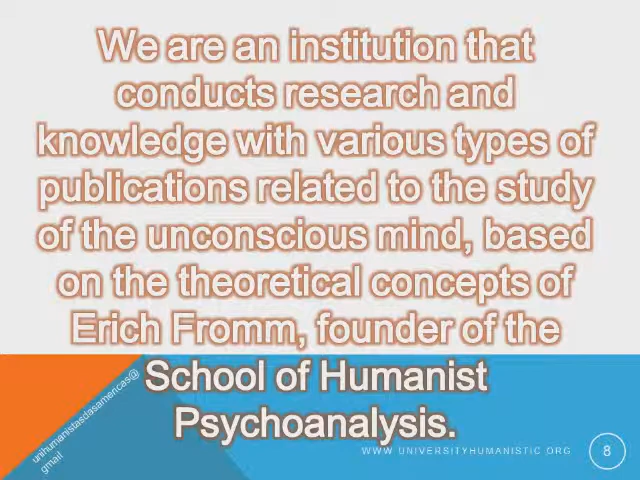 We are an institution that
conducts research and
knowledge with various types of
publications related to the study
of the unconscious mind, based
on the theoretical concepts of
Erich Fromm, founder of the
School of Humanist
Psychoanalysis.
unihumanistasdasamericas@
gmail
WWW.UNIVERSITYHUMANISTIC.ORG
8